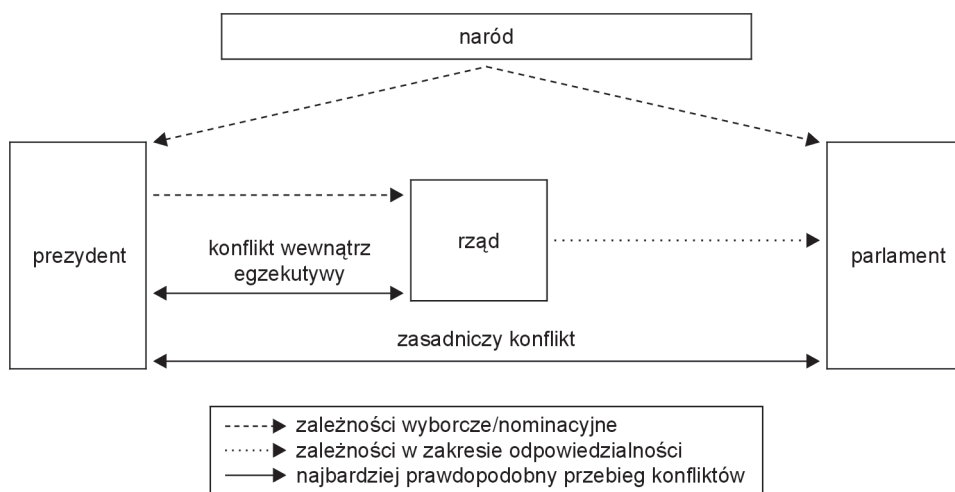 naród
prezydent
konflikt wewnątrz
egzekutywy
rząd
parlament
zasadniczy konflikt
zależności wyborcze/nominacyjne
zależności w zakresie odpowiedzialności
najbardziej prawdopodobny przebieg konfliktów